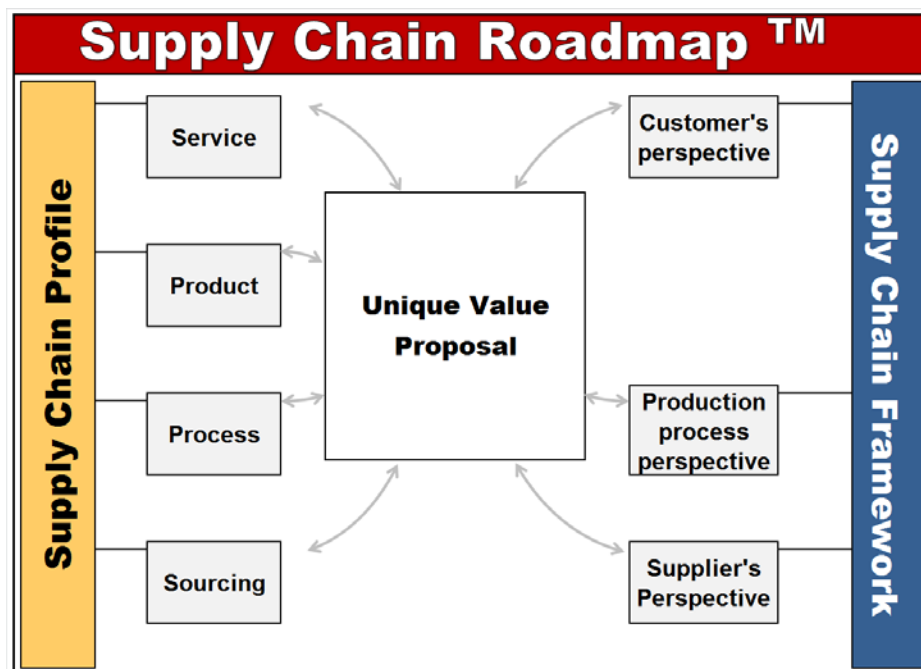 Supply Chain Roadmap TM
Supply Chain Profile
Service
Product
Process
Sourcing
Unique Value
Proposal
Customer's
perspective
Production
process
perspective
Supplier's
Perspective
Supply Chain Framework